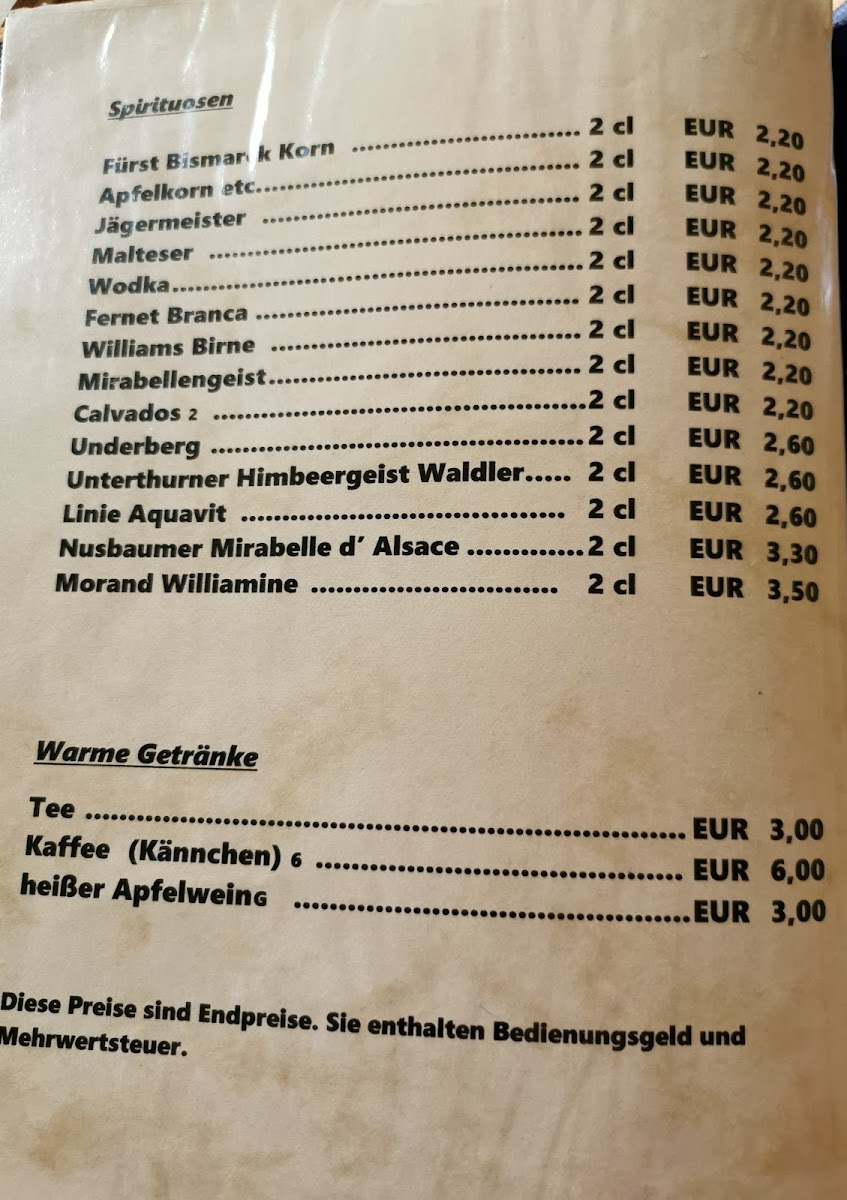 Spirituosen
Fürst Bismarck Korn ........................... 2 cl EUR 2,20
Apfelkorn etc...................................... 2 cl EUR 2,20
Jägermeister ..................................... 2 cl EUR 2,20
Malteser ........................................... 2 cl EUR 2,20
Wodka................................................ 2 cl EUR 2,20
Fernet Branca ..................................... 2 cl EUR 2,20
Williams Birne .................................... 2 cl EUR 2,20
Mirabellengeist.................................... 2 cl EUR 2,20
Calvados 2 ..........................................2 cl EUR 2,20
Underberg ..........................................2 cl EUR 2,60
Unterthurner Himbeergeist Waldler..... 2 cl EUR 2,60
Linie Aquavit ..................................... 2 cl EUR 2,60
Nusbaumer Mirabelle d’ Alsace .............2 cl EUR 3,30
Morand Williamine ............................ 2 cl EUR 3,50
Warme Getränke
Tee ...................................................................... EUR 3,00
Kaffee (Kännchen) 6 ........................................... EUR 6,00
heißer ApfelweinG ..............................................EUR 3,00
Diese Preise sind Endpreise. Sie enthalten Bedienungsgeld und
Mehrwertsteuer.